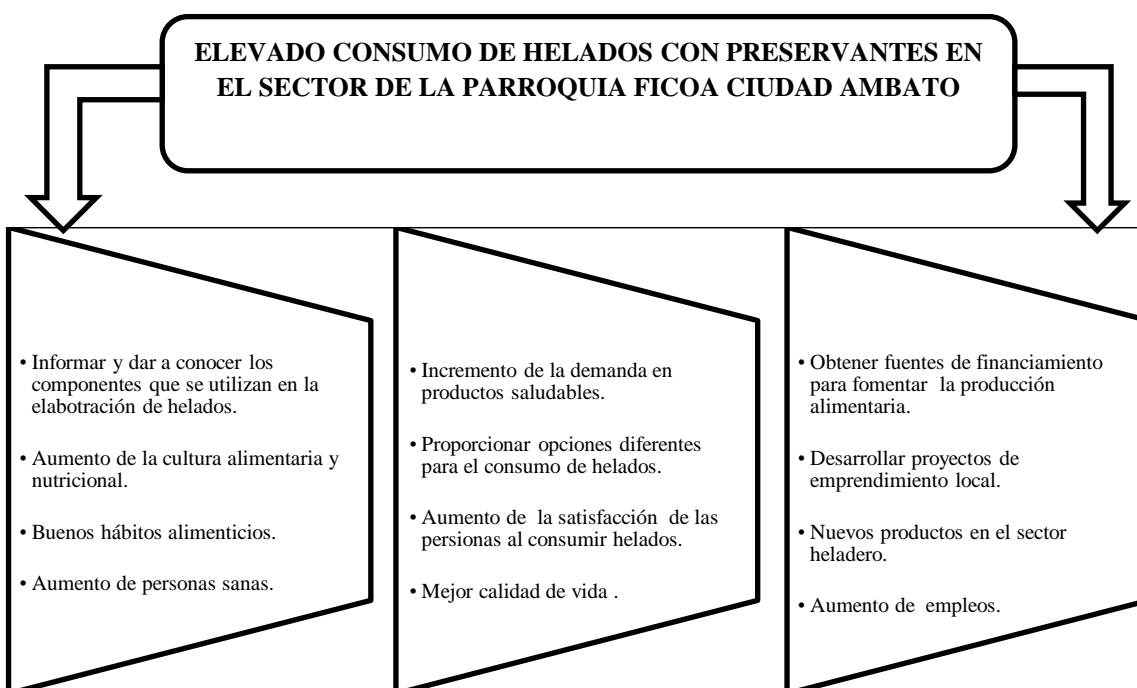 ELEVADO CONSUMO DE HELADOS CON PRESERVANTES EN
EL SECTOR DE LA PARROQUIA FICOA CIUDAD AMBATO
• Informar y dar a conocer los
componentes que se utilizan en la
elabotración de helados.
• Aumento de la cultura alimentaria y
nutricional.
• Buenos hábitos alimenticios.
• Aumento de personas sanas.
• Incremento de la demanda en
productos saludables.
• Proporcionar opciones diferentes
para el consumo de helados.
• Aumento de la satisfacción de las
persionas al consumir helados.
• Mejor calidad de vida .
• Obtener fuentes de financiamiento
para fomentar la producción
alimentaria.
• Desarrollar proyectos de
emprendimiento local.
• Nuevos productos en el sector
heladero.
• Aumento de empleos.